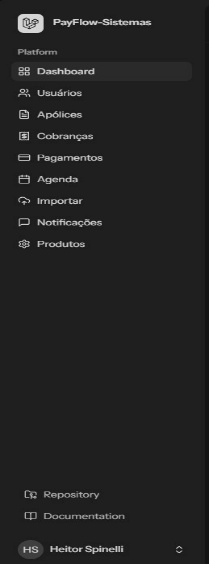 PayFlow-Sistemas
Platform
Dashboard
Usuários
Apólices
Cobranças
Pagamentos
Agenda
Importar
Notificações
Produtos
Repository
Documentation
HS Heitor Spinelli